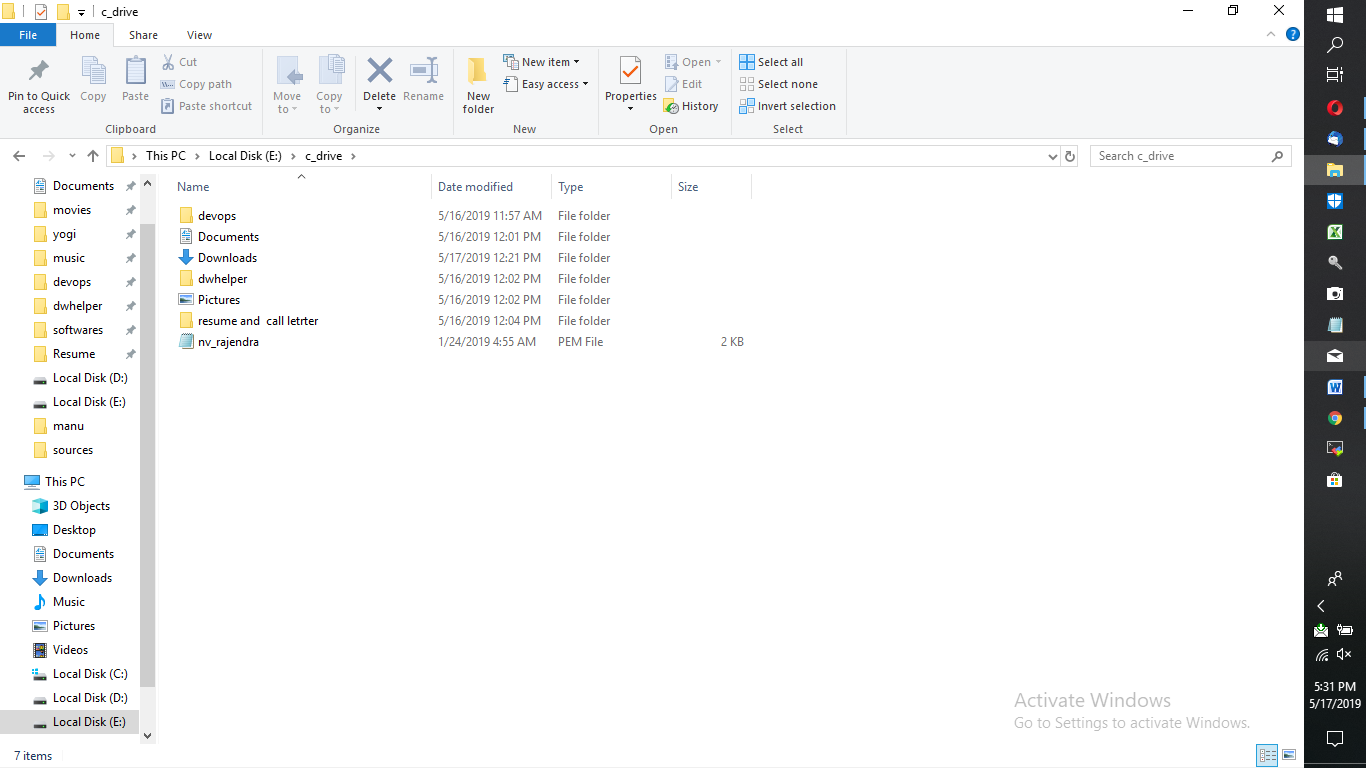 c_drive
File Home Share View
Pin to Quick access
Copy
Paste
Cut
Copy path
Paste shortcut
Clipboard
Move to
Copy to
Delete
Rename
Organize
New folder
New item
Easy access
New
Properties
Open
Edit
History
Open
Select all
Select none
Invert selection
Select
This PC Local Disk (E:) c_drive
Search c_drive
Documents
movies
yogi
music
devops
dwhelper
softwares
Resume
Local Disk (D:)
Local Disk (E:)
manu
sources
This PC
3D Objects
Desktop
Documents
Downloads
Music
Pictures
Videos
Local Disk (C:)
Local Disk (D:)
Local Disk (E:)
Name Date modified Type Size
devops 5/16/2019 11:57 AM File folder
Documents 5/16/2019 12:01 PM File folder
Downloads 5/17/2019 12:21 PM File folder
dwhelper 5/16/2019 12:02 PM File folder
Pictures 5/16/2019 12:02 PM File folder
resume and  call letrter 5/16/2019 12:04 PM File folder
nv_rajendra 1/24/2019 4:55 AM PEM File 2 KB
Activate Windows
Go to Settings to activate Windows.
7 items
5:31 PM
5/17/2019